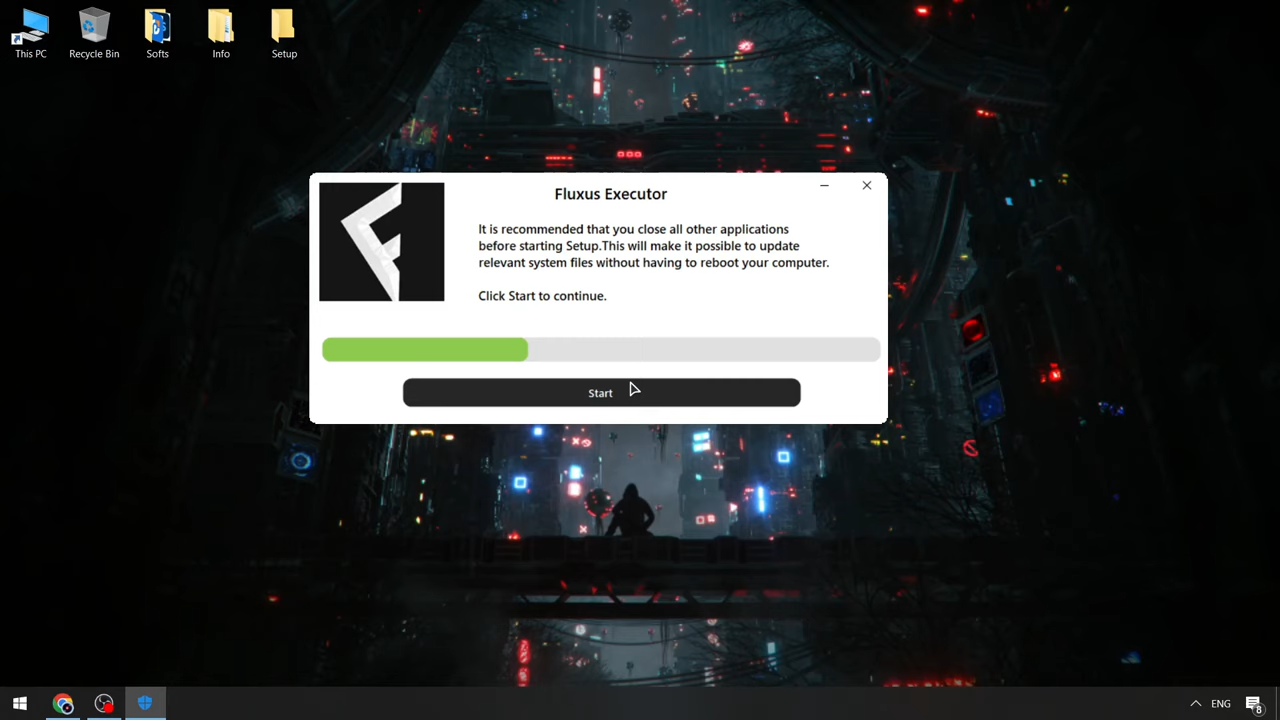 This PC
Recycle Bin
Softs
Info
Setup
Fluxus Executor
It is recommended that you close all other applications
before starting Setup.This will make it possible to update
relevant system files without having to reboot your computer.
Click Start to continue.
Start
ENG
8